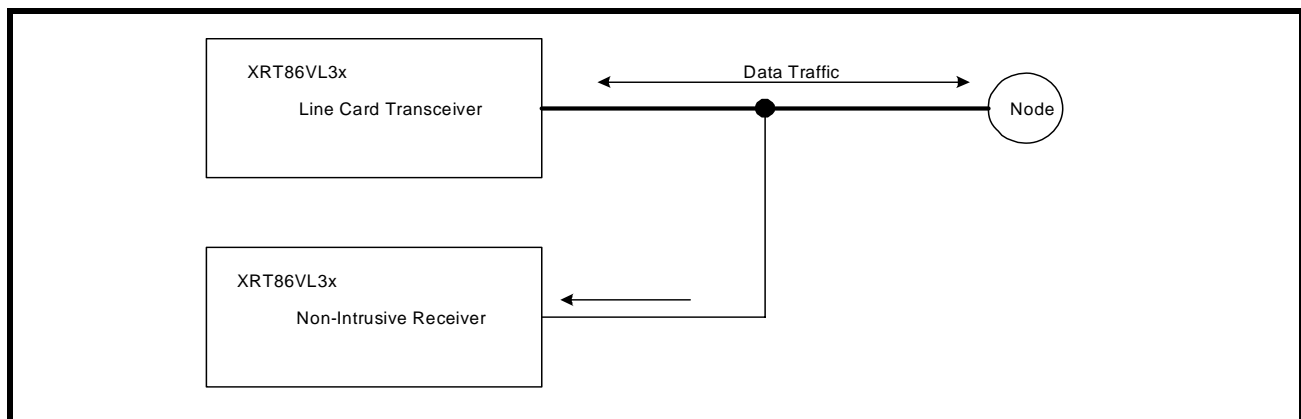 XRT86VL3x
Line Card Transceiver
Data Traffic
Node
XRT86VL3x
Non-Intrusive Receiver